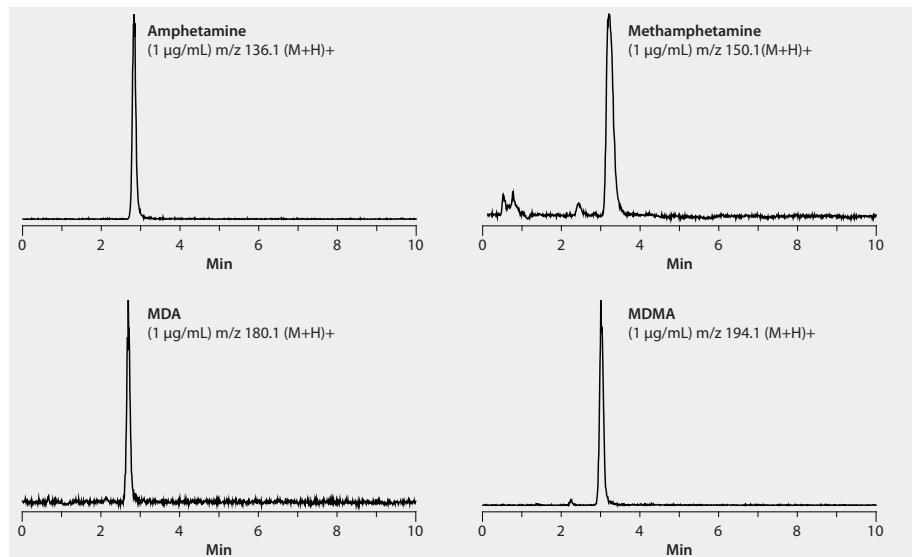 Amphetamine
(1 µg/mL) m/z 136.1 (M+H)+
0 2 4 6 8 10
Min
Methamphetamine
(1 µg/mL) m/z 150.1(M+H)+
0 2 4 6 8 10
Min
MDA
(1 µg/mL) m/z 180.1 (M+H)+
0 2 4 6 8 10
Min
MDMA
(1 µg/mL) m/z 194.1 (M+H)+
0 2 4 6 8 10
Min